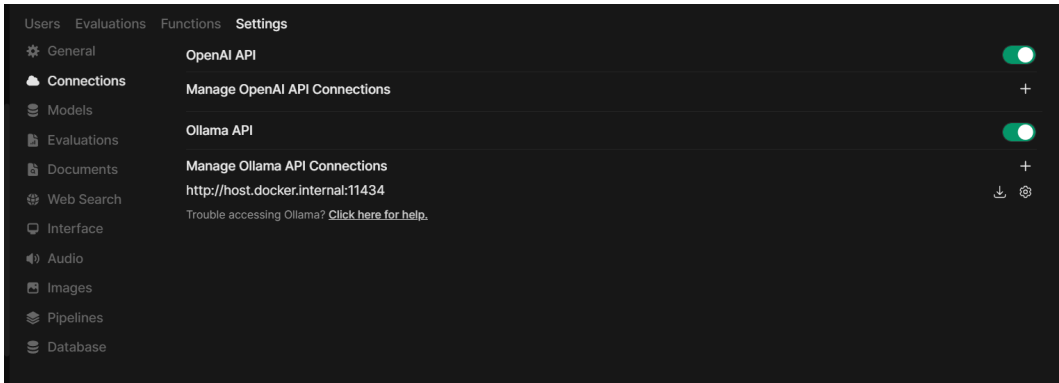 Users Evaluations Functions Settings
General
Connections
Models
Evaluations
Documents
Web Search
Interface
Audio
Images
Pipelines
Database
OpenAI API
Manage OpenAI API Connections
Ollama API
Manage Ollama API Connections
http://host.docker.internal:11434
Trouble accessing Ollama? Click here for help.